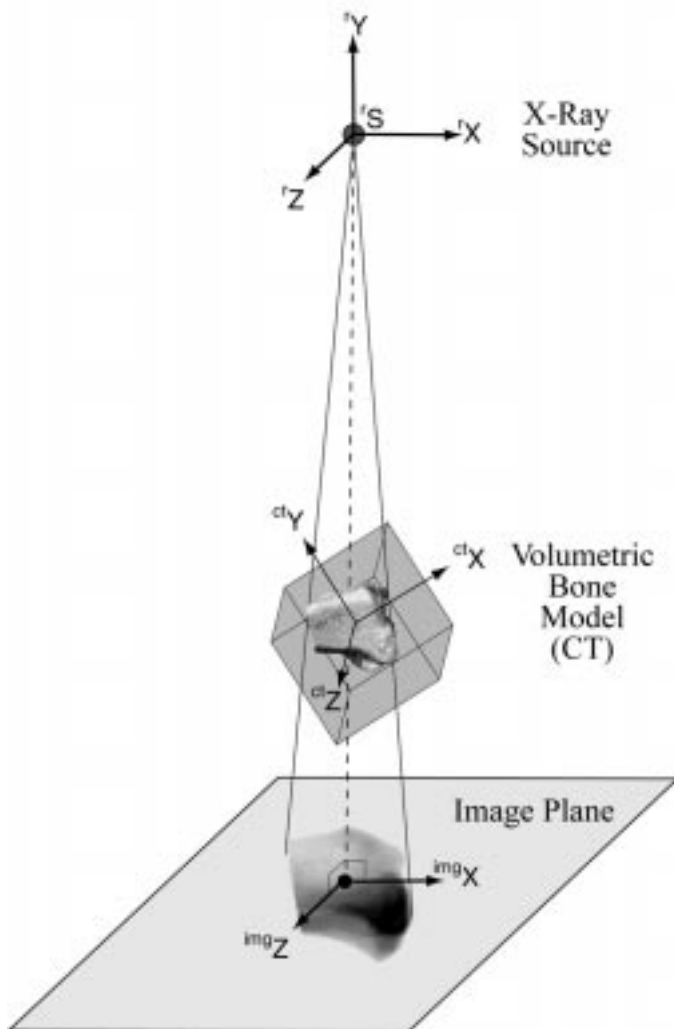 rY
rS
rX
X-Ray
Source
rZ
ctY
ctX
Volumetric
Bone
Model
(CT)
ctZ
Image Plane
imgX
imgZ